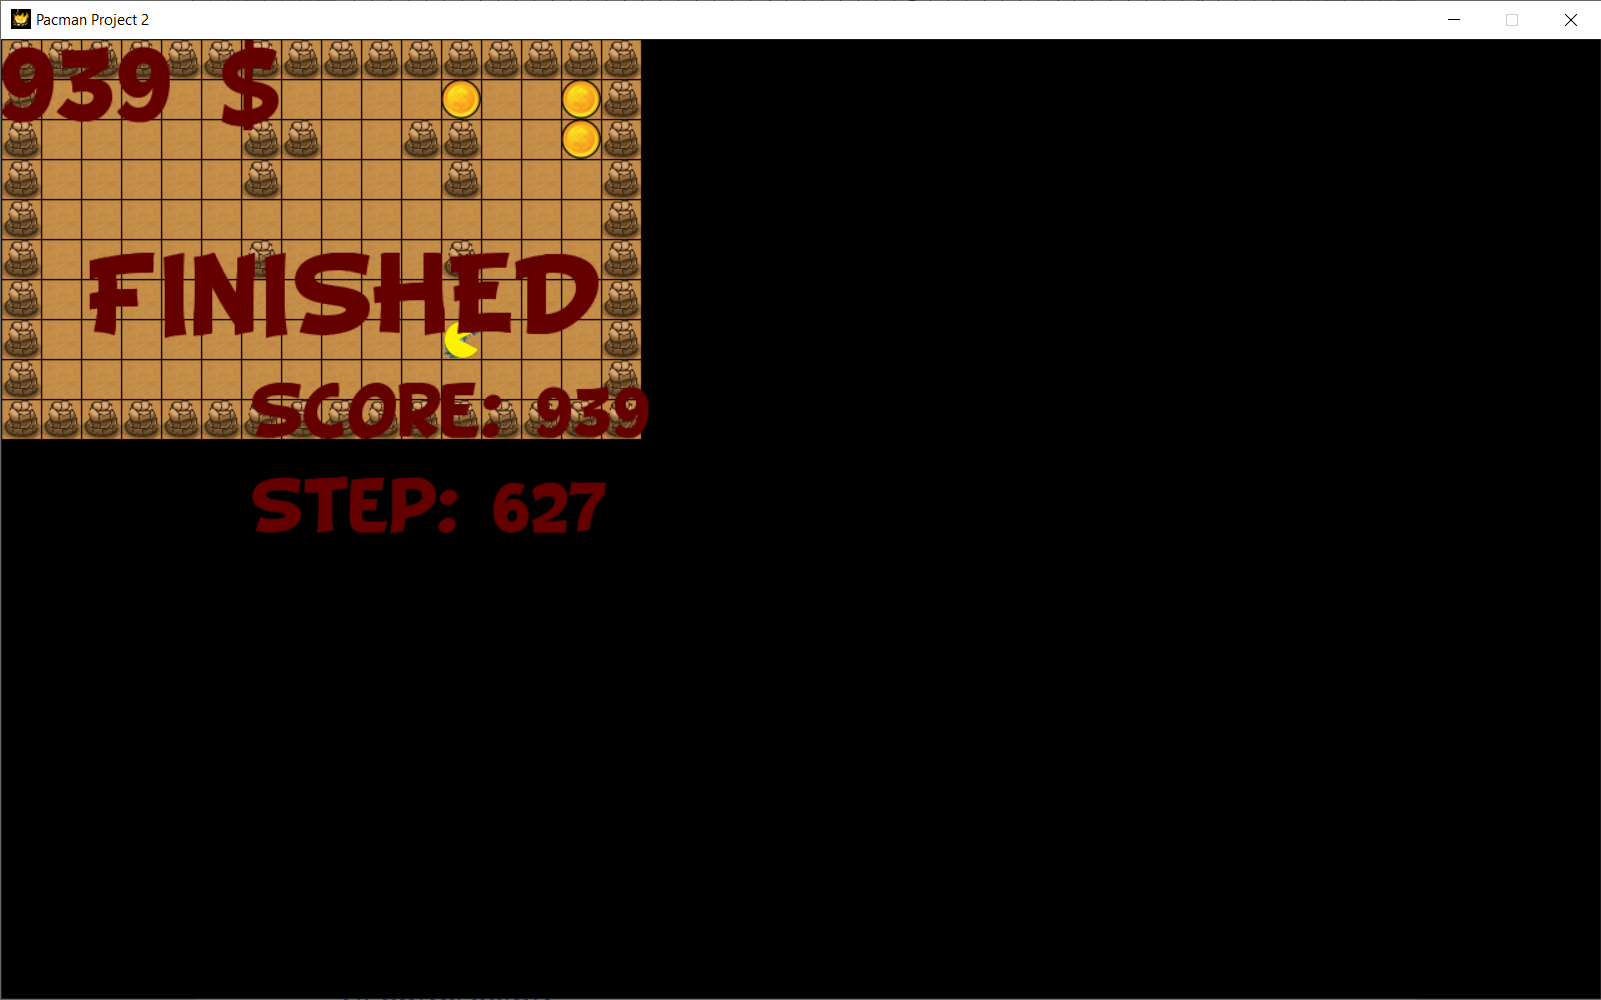 Pacman Project 2
939 $
FINISHED
SCORE: 939
STEP: 627